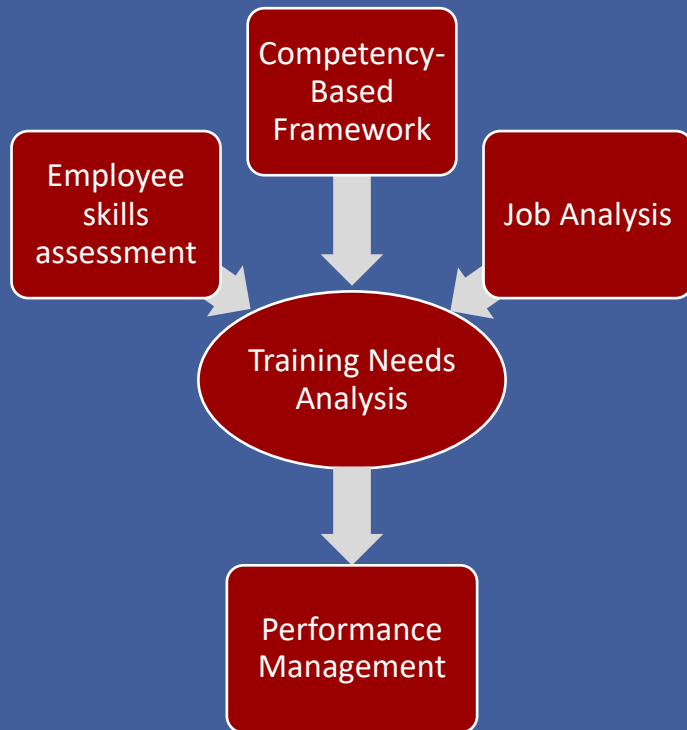 Competency-
Based
Framework
Employee
skills
assessment
Job Analysis
Training Needs
Analysis
Performance
Management